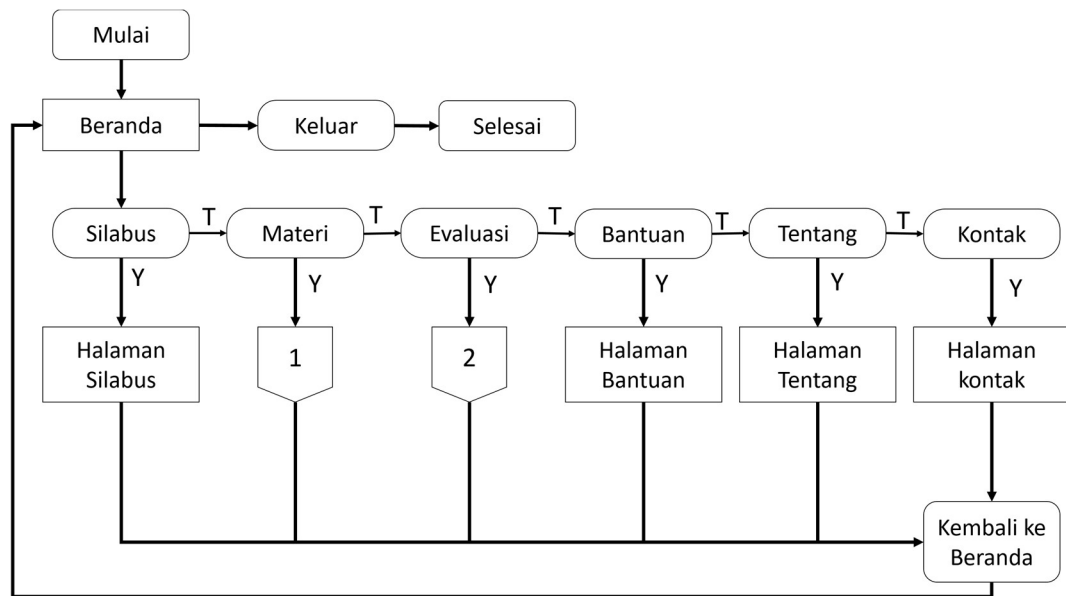 Mulai
Beranda
Keluar
Selesai
Silabus
T
Materi
T
Evaluasi
T
Bantuan
T
Tentang
T
Kontak
Y
Y
Y
Y
Y
Y
Halaman
Silabus
1
2
Halaman
Bantuan
Halaman
Tentang
Halaman
kontak
Kembali ke
Beranda